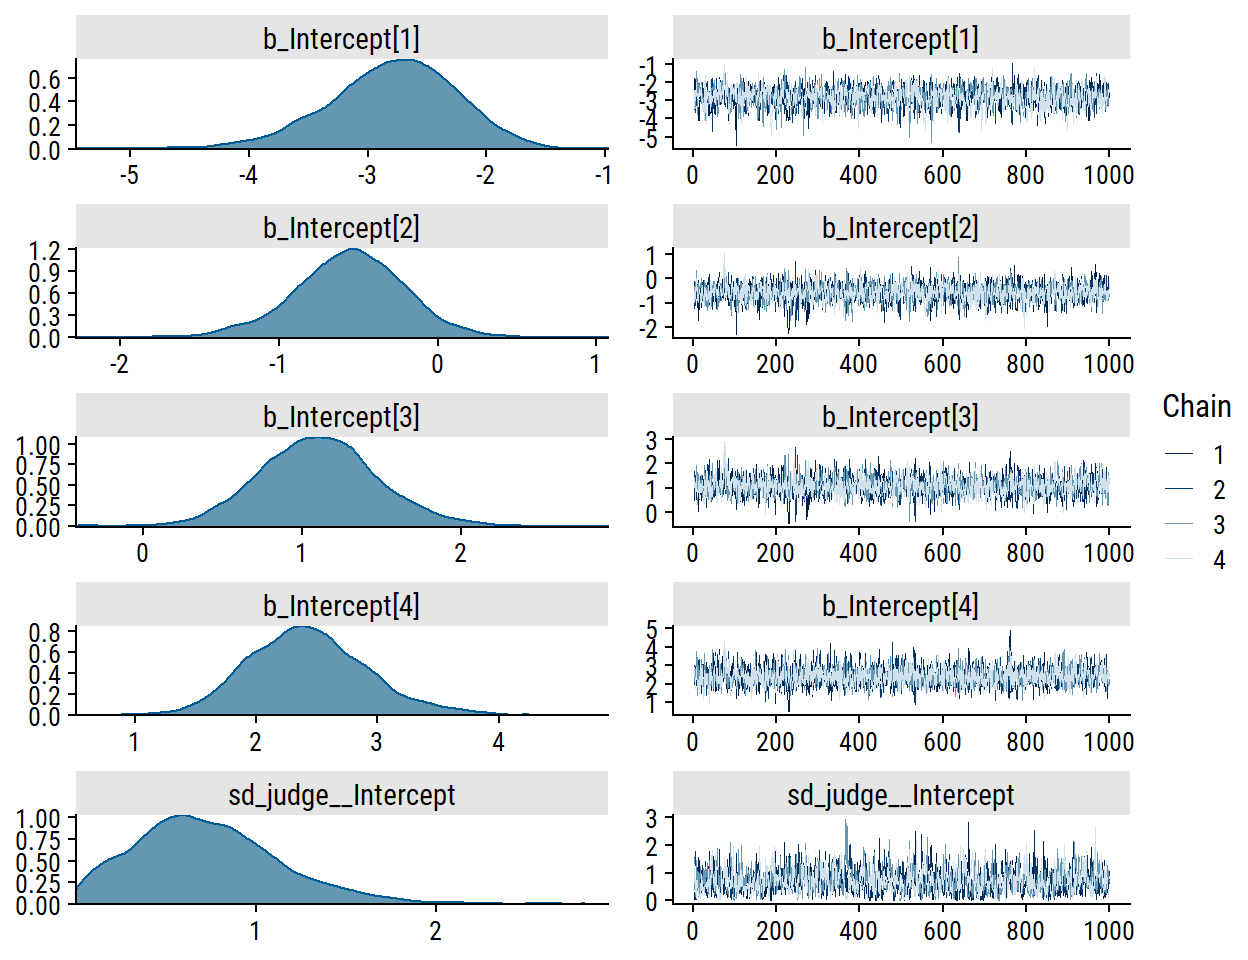 b_Intercept[1]
0.6
0.4
0.2
0.0
-5 -4 -3 -2 -1
b_Intercept[1]
-1
-2
-3
-4
-5
0 200 400 600 800 1000
b_Intercept[2]
1.2
0.9
0.6
0.3
0.0
-2 -1 0 1
b_Intercept[2]
1
0
-1
-2
0 200 400 600 800 1000
b_Intercept[3]
1.00
0.75
0.50
0.25
0.00
0 1 2
b_Intercept[3]
3
2
1
0
0 200 400 600 800 1000
b_Intercept[4]
0.8
0.6
0.4
0.2
0.0
1 2 3 4
b_Intercept[4]
5
4
3
2
1
0 200 400 600 800 1000
sd_judge__Intercept
1.00
0.75
0.50
0.25
0.00
1 2
sd_judge__Intercept
3
2
1
0
0 200 400 600 800 1000
Chain
1
2
3
4